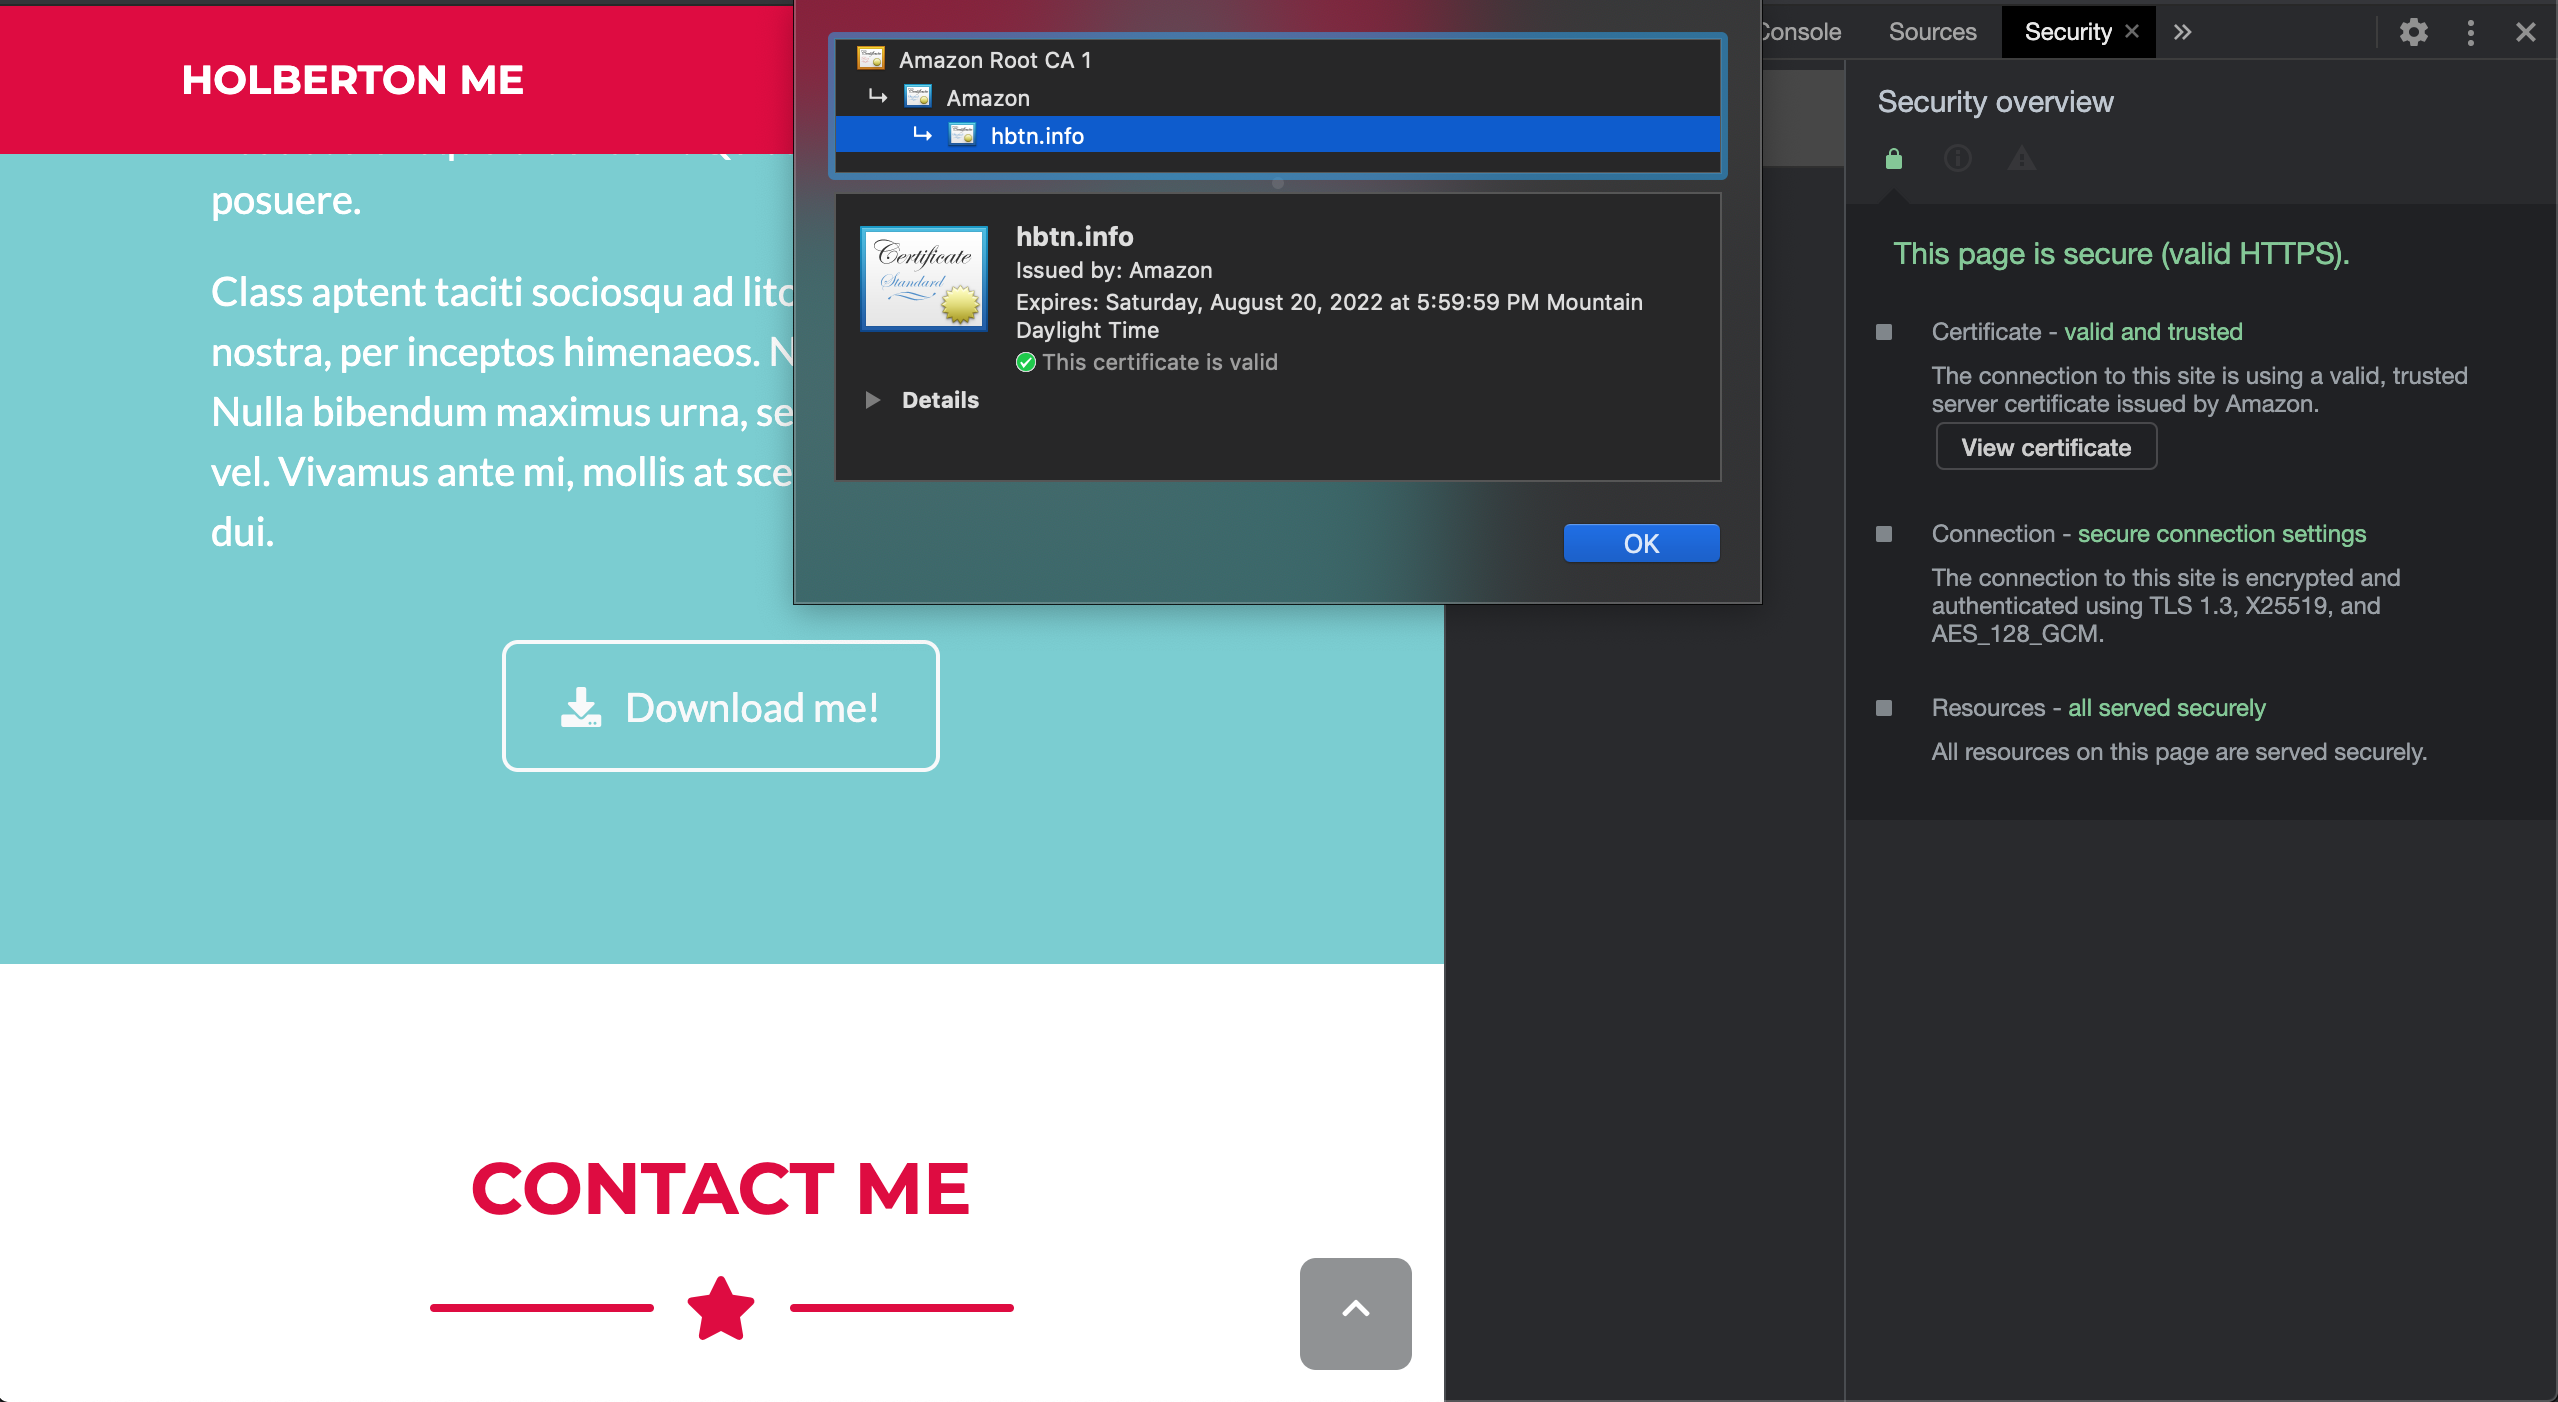 HOLBERTON ME
posuere.
Class aptent taciti sociosqu ad
nostra, per inceptos himenaeos.
Nulla bibendum maximus urna,
vel. Vivamus ante mi, mollis at
dui.
Download me!
CONTACT ME
Amazon Root CA 1
Amazon
hbtn.info
Certificate
Standard
hbtn.info
Issued by: Amazon
Expires: Saturday, August 20, 2022 at 5:59:59 PM Mountain
Daylight Time
This certificate is valid
Details
OK
Console Sources Security
Security overview
This page is secure (valid HTTPS).
Certificate - valid and trusted
The connection to this site is using a valid, trusted
server certificate issued by Amazon.
View certificate
Connection - secure connection settings
The connection to this site is encrypted and
authenticated using TLS 1.3, X25519, and
AES_128_GCM.
Resources - all served securely
All resources on this page are served securely.